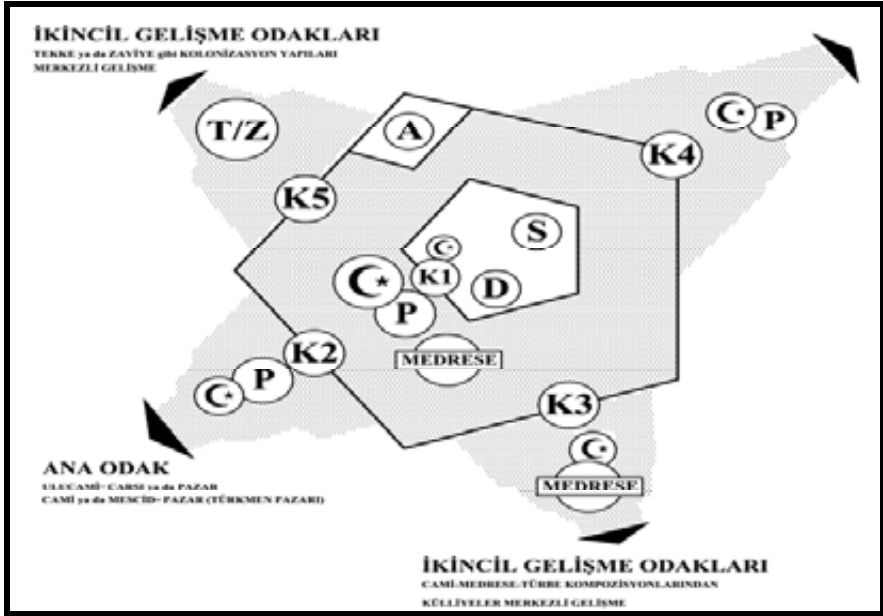 İKİNCİL GELİŞME ODAKLARI
TEKKE ya da ZAVİYE gibi KOLONİZASYON YAPILARI
MERKEZLİ GELİŞME
T/Z
A
P
K4
K5
S
K1
D
P
MEDRESE
K2
P
K3
MEDRESE
ANA ODAK
ULUCAMİ- ÇARSI ya da PAZAR
CAMİ ya da MESCİD- PAZAR (TÜRKMEN PAZARI)
İKİNCİL GELİŞME ODAKLARI
CAMİ-MEDRESE-TÜRBE KOMPOZİSYONLARINDAN
KÜLLİYELER MERKEZLİ GELİŞME